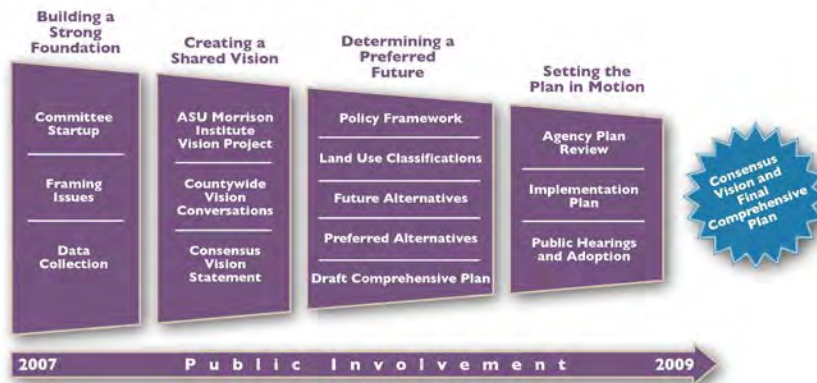 Building a
Strong
Foundation
Committee
Startup
Framing
Issues
Data
Collection
Creating a
Shared Vision
ASU Morrison
Institute
Vision Project
Countywide
Vision
Conversations
Consensus
Vision
Statement
Determining a
Preferred
Future
Policy Framework
Land Use Classifications
Future Alternatives
Preferred Alternatives
Draft Comprehensive Plan
Setting the
Plan in Motion
Agency Plan
Review
Implementation
Plan
Public Hearings
and Adoption
Consensus
Vision and
Final
Comprehensive
Plan
2007 Public Involvement 2009